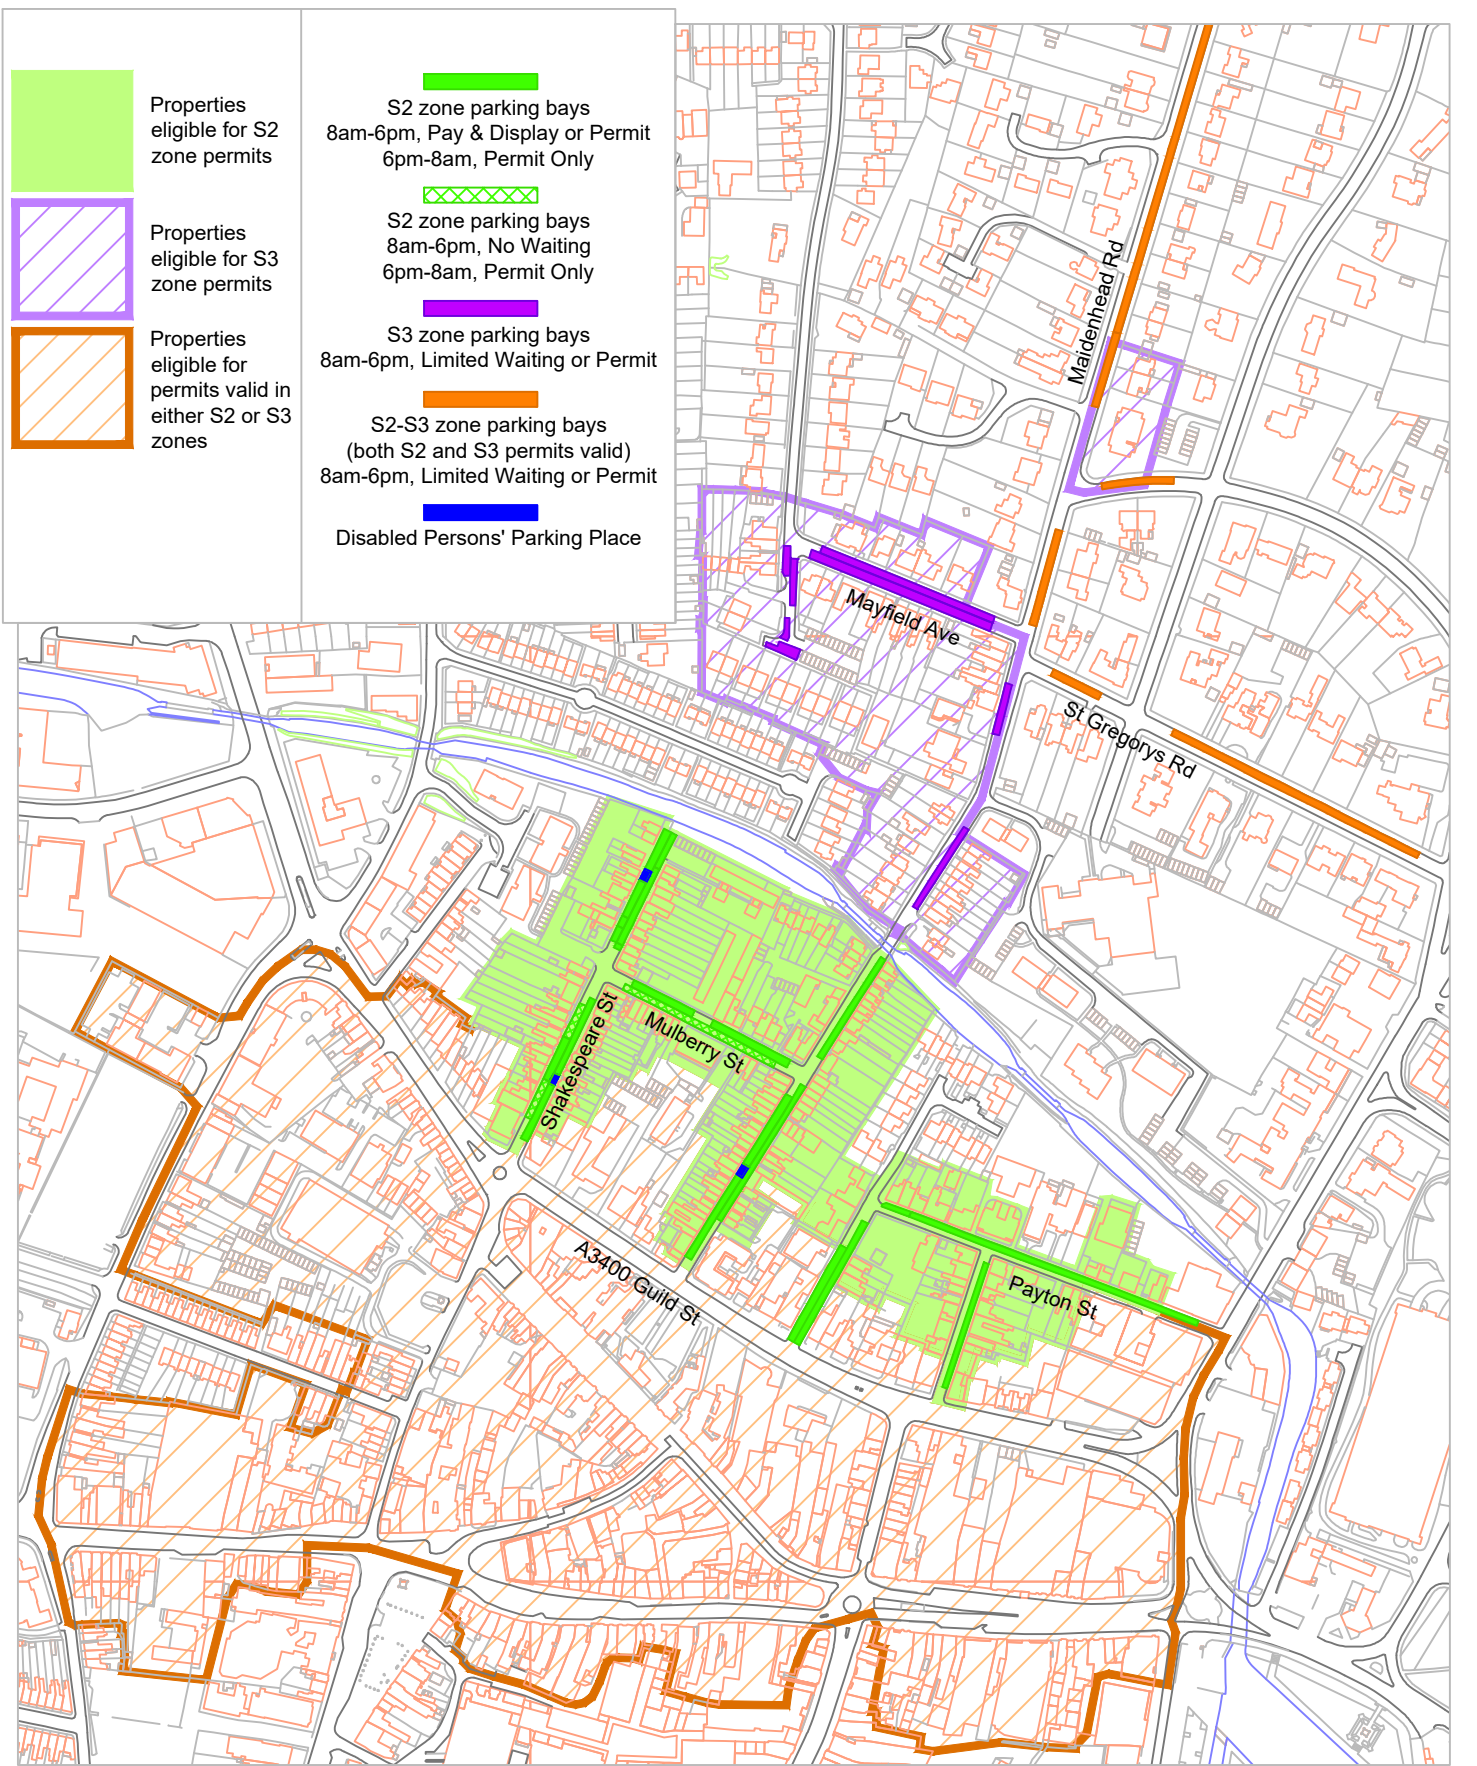 Properties
eligible for S2
zone permits
Properties
eligible for S3
zone permits
Properties
eligible for
permits valid in
either S2 or S3
zones
S2 zone parking bays
8am-6pm, Pay & Display or Permit
6pm-8am, Permit Only
S2 zone parking bays
8am-6pm, No Waiting
6pm-8am, Permit Only
S3 zone parking bays
8am-6pm, Limited Waiting or Permit
S2-S3 zone parking bays
(both S2 and S3 permits valid)
8am-6pm, Limited Waiting or Permit
Disabled Persons' Parking Place
Maidenhead Rd
Mayfield Ave
St Gregorys Rd
Shakespeare St
Mulberry St
A3400 Guild St
Payton St